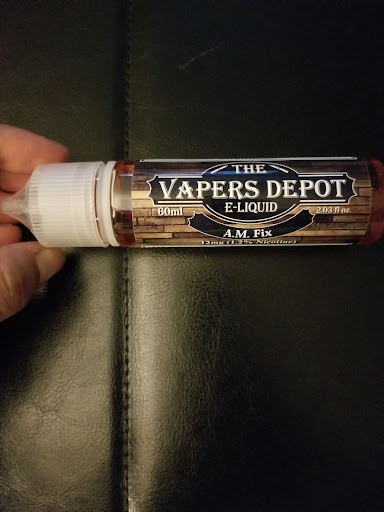 THE
VAPERS DEPOT
60ml E-LIQUID 2.03 fl oz.
A.M. Fix
12mg (1.2% Nicotine)